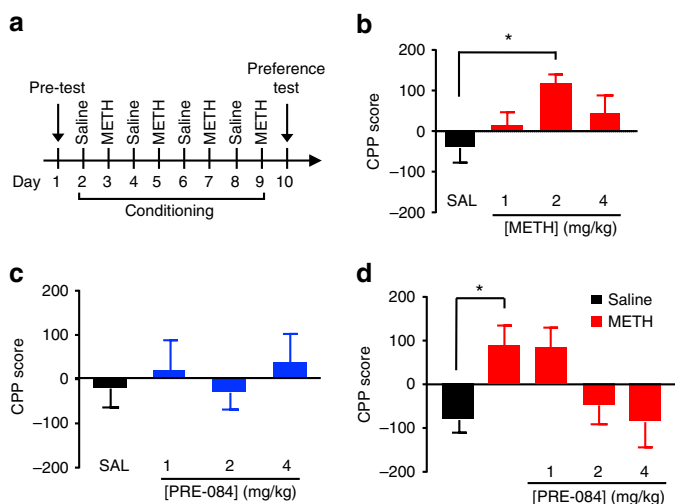 a
Preference
test
Pre-test
Saline METH Saline METH Saline METH Saline METH
Day 1 2 3 4 5 6 7 8 9 10
Conditioning
b
CPP score
200
100
0
−100
−200
*
SAL 1 2 4
[METH] (mg/kg)
c
CPP score
200
100
0
−100
−200
SAL 1 2 4
[PRE-084] (mg/kg)
d
CPP score
200
100
0
−100
−200
*
Saline
METH
1 2 4
[PRE-084] (mg/kg)